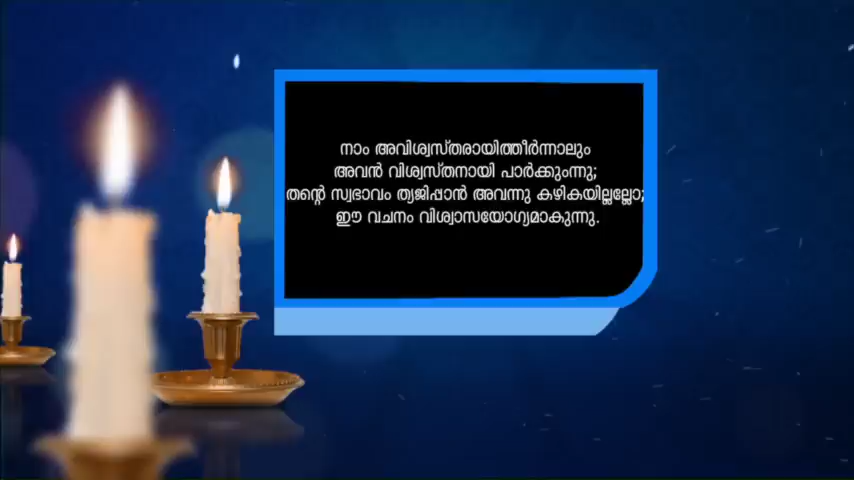 നാം അവിശ്വസ്തരായിത്തീർന്നാലും
അവൻ വിശ്വസ്തനായി പാർക്കുംന്നു;
തന്റെ സ്വഭാവം ത്യജിപ്പാൻ അവന്നു കഴികയില്ലല്ലോ;
ഈ വചനം വിശ്വാസയോഗ്യമാകുന്നു.